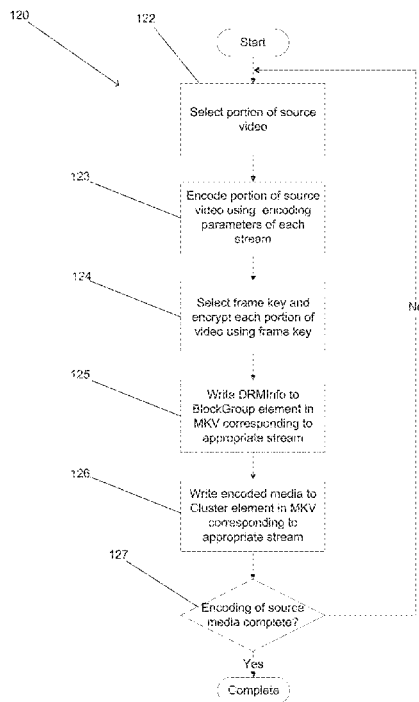 120
122
Start
Select portion of source
video
123
Encode portion of source
video using encoding
parameters of each
stream
124
Select frame key and
encrypt each portion of
video using frame key
No
125
Write DRMInfo to
BlockGroup element in
MKV corresponding to
appropriate stream
126
Write encoded media to
Cluster element in MKV
corresponding to
appropriate stream
127
Encoding of source
media complete?
Yes
Complete